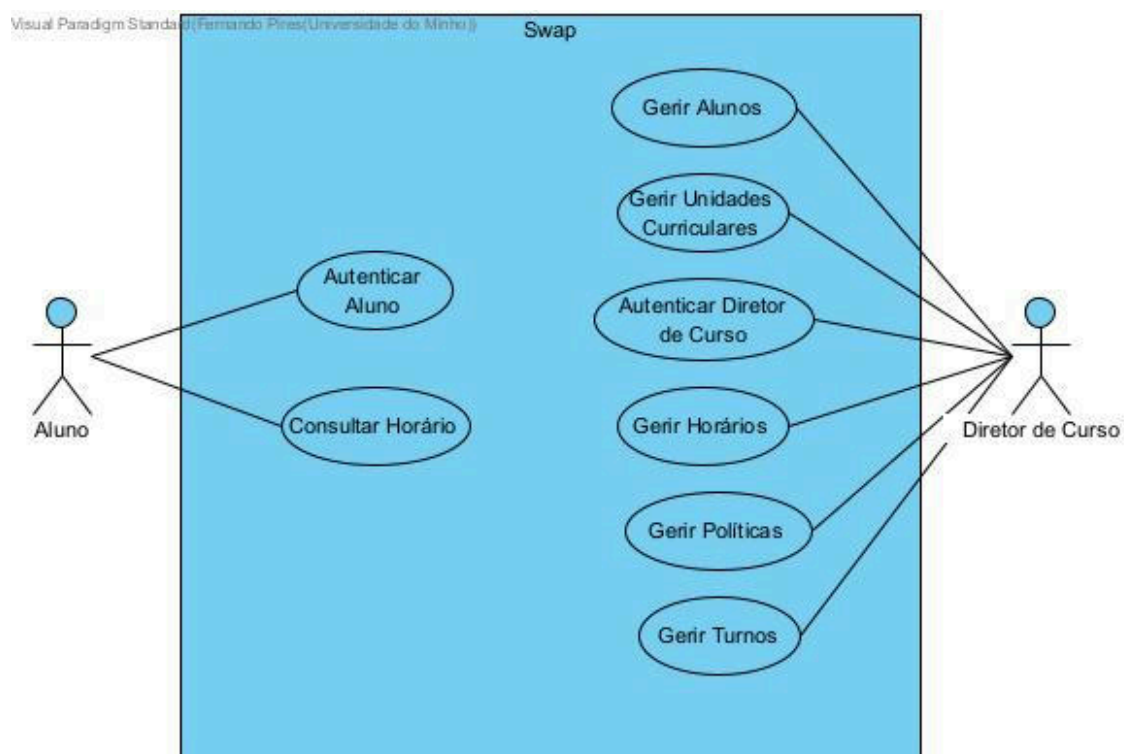 Visual Paradigm Standard(Fernando Pires(Universidade do Minho))
Swap
Gerir Alunos
Gerir Unidades
Curriculares
Autenticar
Aluno
Autenticar Diretor
de Curso
Aluno
Consultar Horário
Gerir Horários
Diretor de Curso
Gerir Políticas
Gerir Turnos